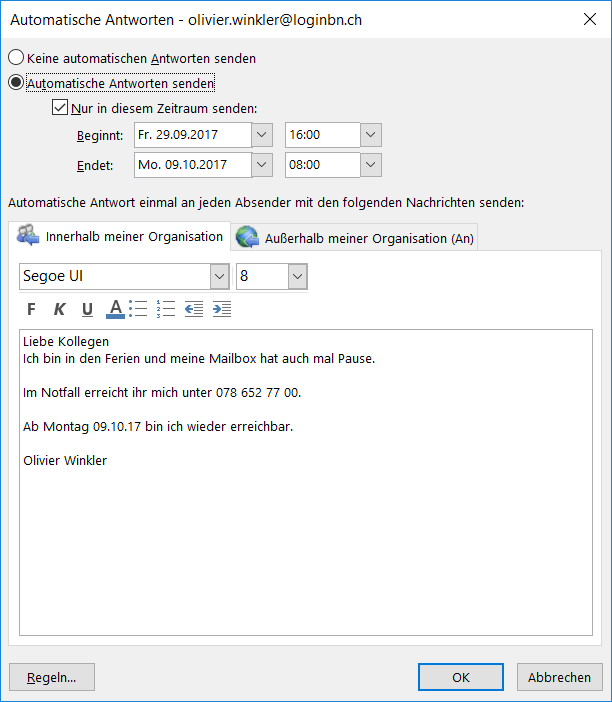 Automatische Antworten - olivier.winkler@loginbn.ch
Keine automatischen Antworten senden
Automatische Antworten senden
Nur in diesem Zeitraum senden:
Beginnt: Fr. 29.09.2017 16:00
Endet: Mo. 09.10.2017 08:00
Automatische Antwort einmal an jeden Absender mit den folgenden Nachrichten senden:
Innerhalb meiner Organisation Außerhalb meiner Organisation (An)
Segoe UI 8
F K U A
Liebe Kollegen
Ich bin in den Ferien und meine Mailbox hat auch mal Pause.
Im Notfall erreicht ihr mich unter 078 652 77 00.
Ab Montag 09.10.17 bin ich wieder erreichbar.
Olivier Winkler
Regeln... OK Abbrechen